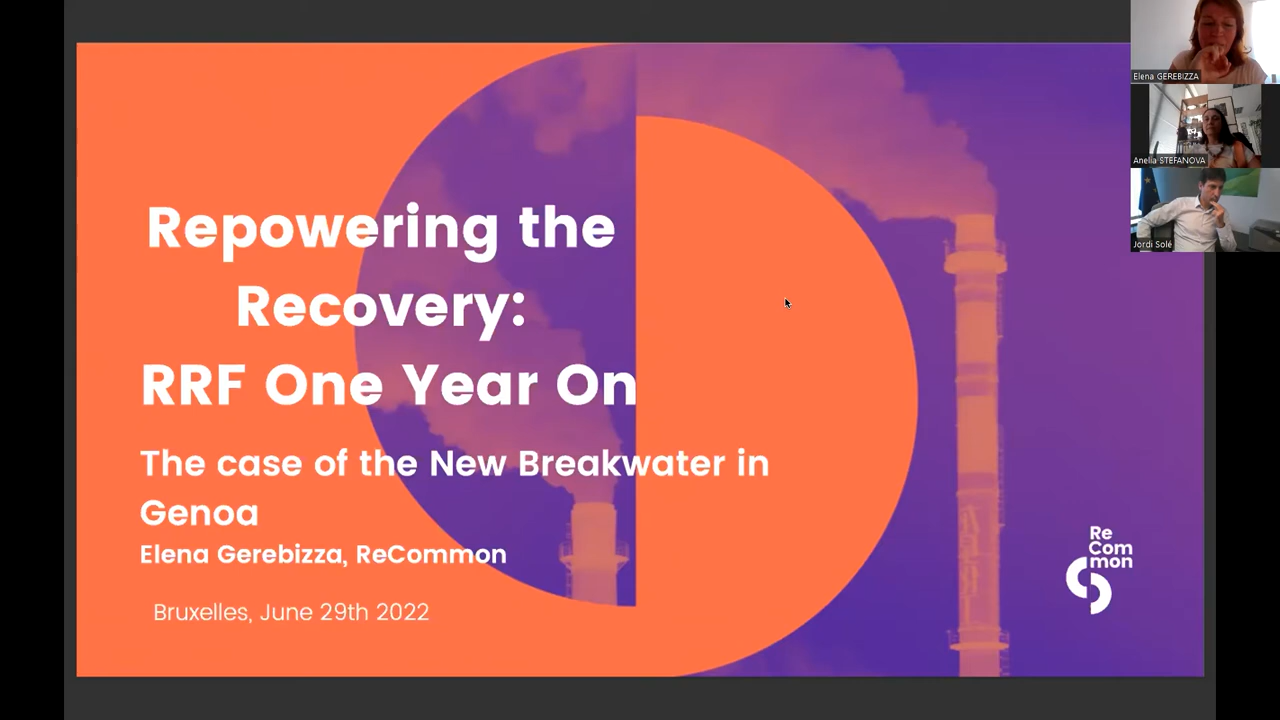 Repowering the
Recovery:
RRF One Year On
The case of the New Breakwater in
Genoa
Elena Gerebizza, ReCommon
Bruxelles, June 29th 2022
Re
Com
mon
Elena GEREBIZZA
Anelia STEFANOVA
Jordi Solé